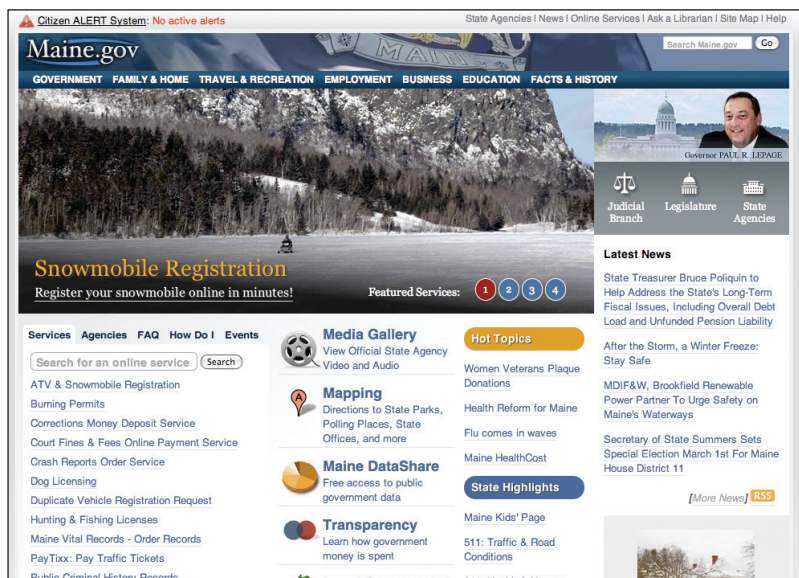 Citizen ALERT System: No active alerts
State Agencies | News | Online Services | Ask a Librarian | Site Map | Help
Maine.gov
MAINE
Search Maine.gov Go
GOVERNMENT FAMILY & HOME TRAVEL & RECREATION EMPLOYMENT BUSINESS EDUCATION FACTS & HISTORY
Governor PAUL R. LEPAGE
Judicial
Branch
Legislature
State
Agencies
Snowmobile Registration
Register your snowmobile online in minutes!
Featured Services: 1 2 3 4
Services Agencies FAQ How Do I Events
Search for an online service Search
ATV & Snowmobile Registration
Burning Permits
Corrections Money Deposit Service
Court Fines & Fees Online Payment Service
Crash Reports Order Service
Dog Licensing
Duplicate Vehicle Registration Request
Hunting & Fishing Licenses
Maine Vital Records - Order Records
PayTixx: Pay Traffic Tickets
Public Criminal History Records
Media Gallery
View Official State Agency
Video and Audio
A
Mapping
Directions to State Parks,
Polling Places, State
Offices, and more
Maine DataShare
Free access to public
government data
Transparency
Learn how government
money is spent
Hot Topics
Women Veterans Plaque
Donations
Health Reform for Maine
Flu comes in waves
Maine HealthCost
State Highlights
Maine Kids' Page
511: Traffic & Road
Conditions
Latest News
State Treasurer Bruce Poliquin to
Help Address the State's Long-Term
Fiscal Issues, Including Overall Debt
Load and Unfunded Pension Liability
After the Storm, a Winter Freeze:
Stay Safe
MDIF&W, Brookfield Renewable
Power Partner To Urge Safety on
Maine's Waterways
Secretary of State Summers Sets
Special Election March 1st For Maine
House District 11
[More News] RSS